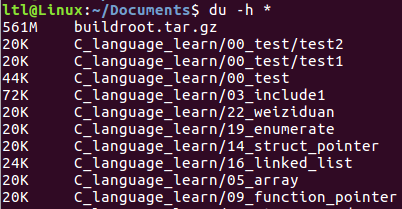 ltl@Linux:~/Documents$ du -h *
561M buildroot.tar.gz
20K C_language_learn/00_test/test2
20K C_language_learn/00_test/test1
44K C_language_learn/00_test
72K C_language_learn/03_include1
20K C_language_learn/22_weiziduan
20K C_language_learn/19_enumerate
20K C_language_learn/14_struct_pointer
24K C_language_learn/16_linked_list
20K C_language_learn/05_array
20K C_language_learn/09_function_pointer